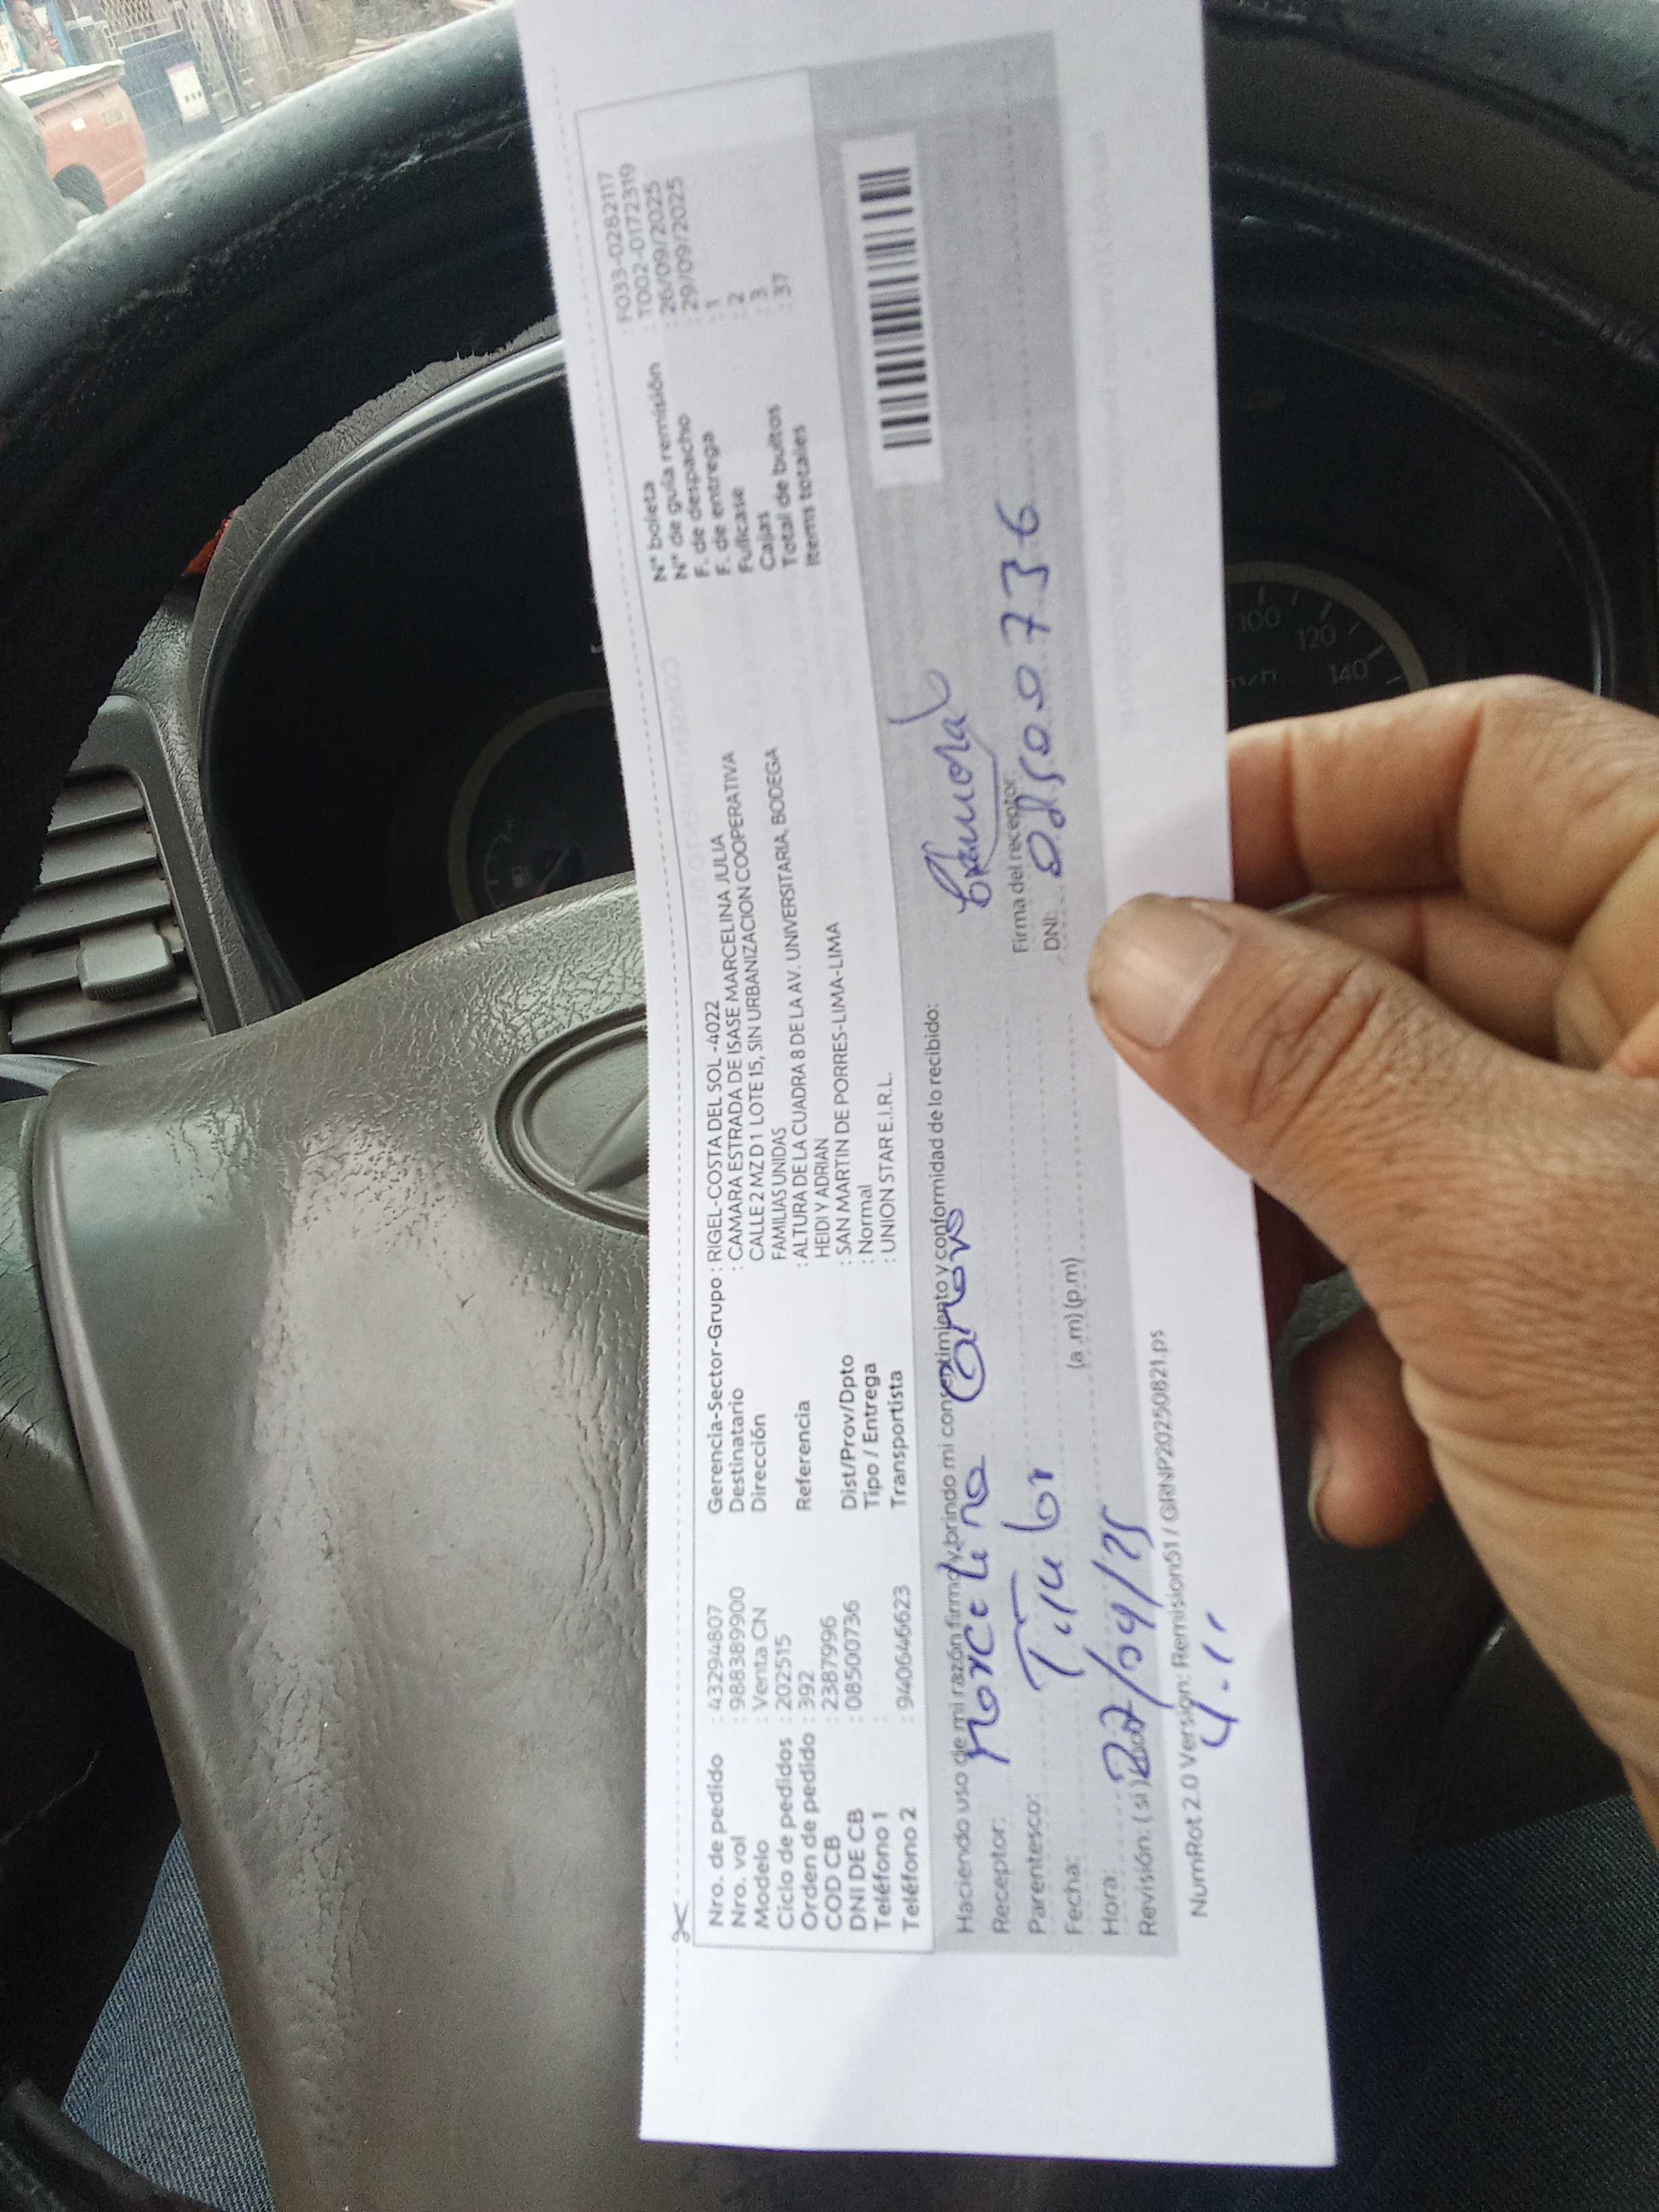 Nro. de pedido : 43294807
Nro. vol : 988389900
Modelo : Venta CN
Ciclo de pedidos : 202515
Orden de pedido : 392
COD CB : 2387996
DNI DE CB : 08500736
Teléfono 1 :
Teléfono 2 : 940646623
Gerencia-Sector-Grupo : RIGEL-COSTA DEL SOL -4022
Destinatario : CAMARA ESTRADA DE ISASE MARCELINA JULIA
Dirección CALLE 2 MZ D1 LOTE 15, SIN URBANIZACION COOPERATIVA
FAMILIAS UNIDAS
Referencia : ALTURA DE LA CUADRA 8 DE LA AV. UNIVERSITARIA, BODEGA
HEIDI Y ADRIAN
Dist/Prov/Dpto : SAN MARTIN DE PORRES-LIMA-LIMA
Tipo / Entrega : Normal
Transportista : UNION STAR E.I.R.L.
N° boleta F033-0282117
N° de guía remisión : T002-0172319
F. de despacho : 26/09/2025
F. de entrega : 29/09/2025
Fullcase : 1
Cajas : 2
Total de bultos : 3
Items totales : 37
Haciendo uso de mi razón firmo y brindo mi consentimiento y conformidad de lo recibido:
Receptor: Marcelina Camara
Firma del receptor
Parentesco: Titular
DNI: 08500736
Fecha:
Hora: (a .m) (p.m)
Revisión: ( si )
NumRot 2.0 Versión: Remision51 / GRNP20250821.ps